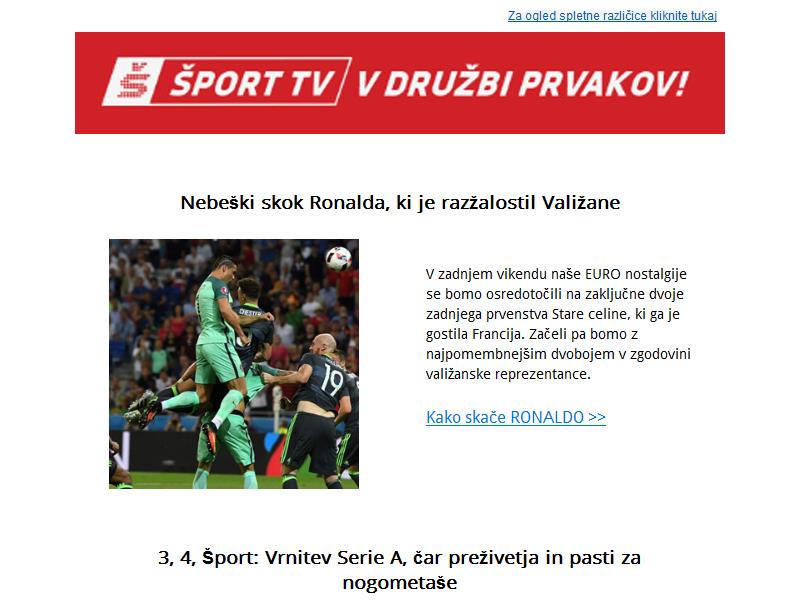 Za ogled spletne različice kliknite tukaj
Š ŠPORT TV V DRUŽBI PRVAKOV!
Nebeški skok Ronalda, ki je razžalostil Valižane
CHESTER
19
V zadnjem vikendu naše EURO nostalgije
se bomo osredotočili na zaključne dvoje
zadnjega prvenstva Stare celine, ki ga je
gostila Francija. Začeli pa bomo z
najpomembnejšim dvobojem v zgodovini
valižanske reprezentance.
Kako skače RONALDO >>
3, 4, Šport: Vrnitev Serie A, čar preživetja in pasti za
nogometaše